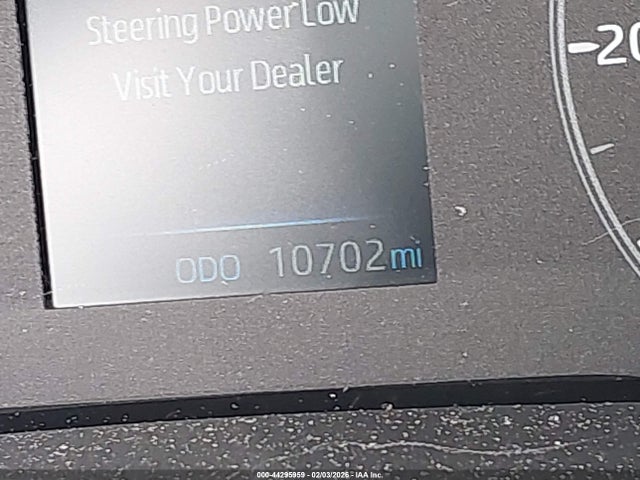 Steering Power Low
Visit Your Dealer
-20
ODO 10702 mi
000-44295959 - 02/03/2026 - IAA Inc.